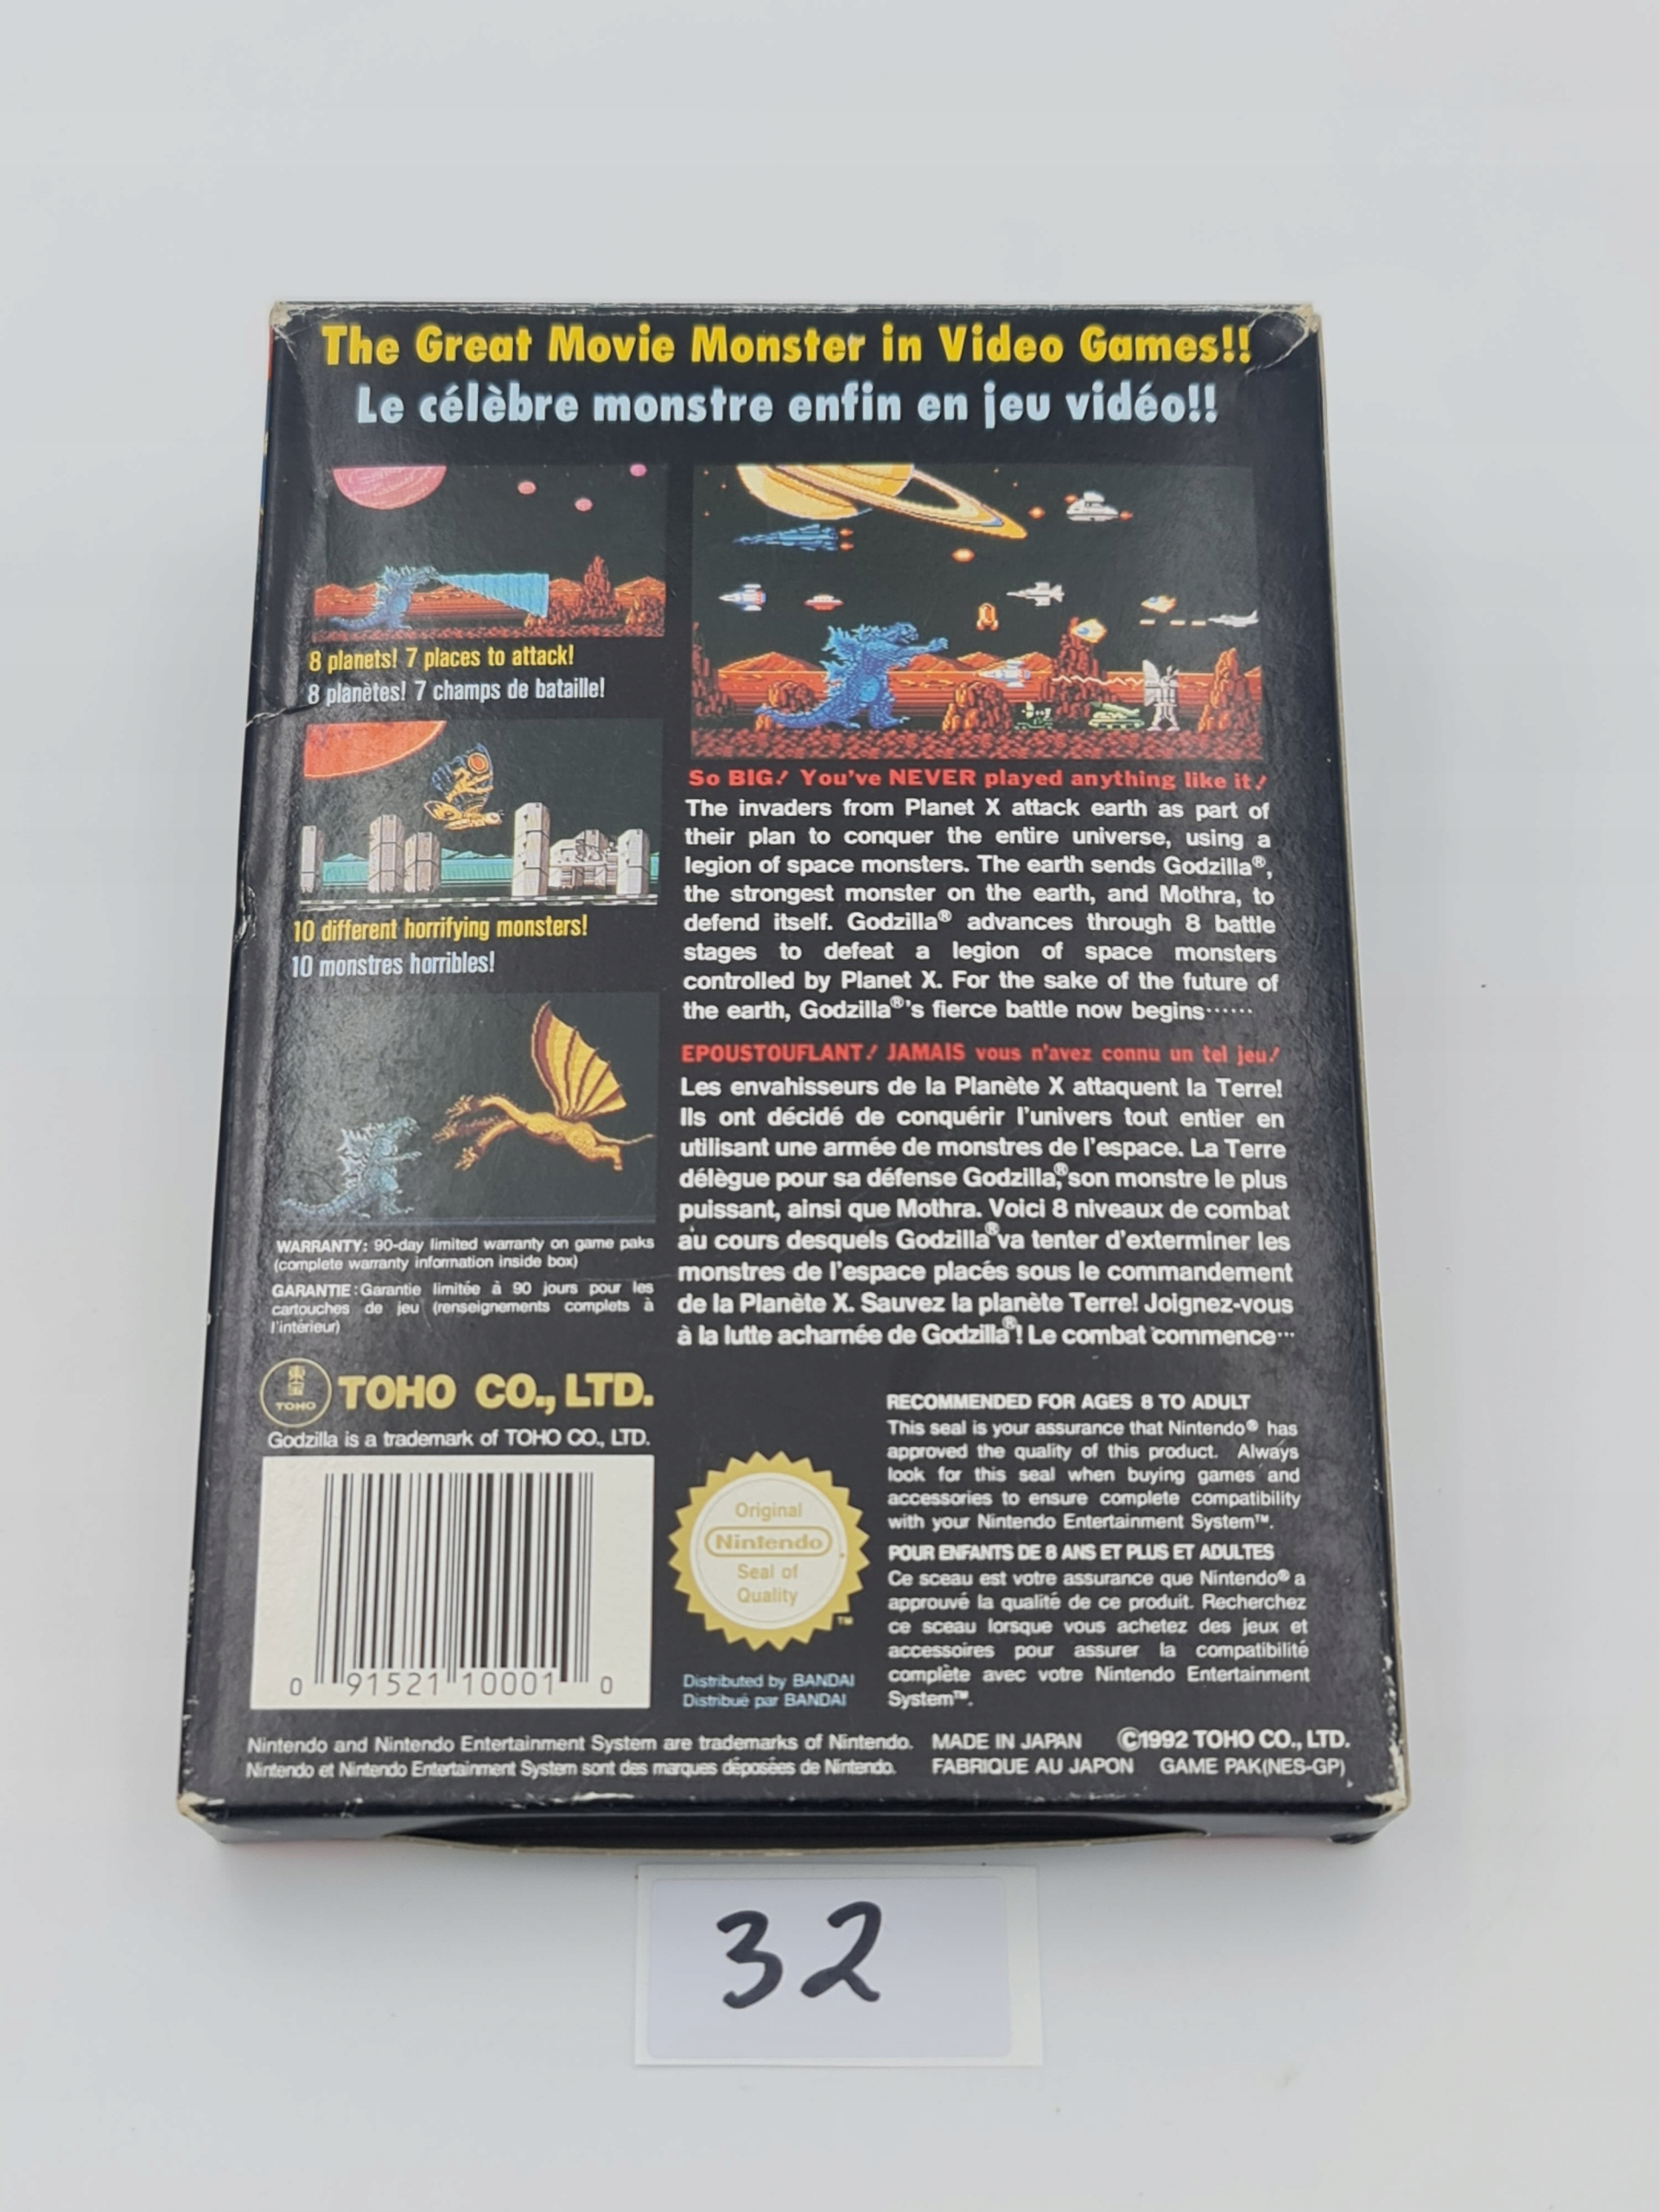 The Great Movie Monster in Video Games!!
Le célèbre monstre enfin en jeu vidéo!!
8 planets! 7 places to attack!
8 planètes! 7 champs de bataille!
10 different horrifying monsters!
10 monstres horribles!
WARRANTY: 90-day limited warranty on game paks
(complete warranty information inside box)
GARANTIE: Garantie limitée à 90 jours pour les
cartouches de jeu (renseignements complets à
l'intérieur)
So BIG! You've NEVER played anything like it!
The invaders from Planet X attack earth as part of
their plan to conquer the entire universe, using a
legion of space monsters. The earth sends Godzilla®,
the strongest monster on the earth, and Mothra, to
defend itself. Godzilla® advances through 8 battle
stages to defeat a legion of space monsters
controlled by Planet X. For the sake of the future of
the earth, Godzilla®'s fierce battle now begins······
EPOUSTOUFLANT! JAMAIS vous n'avez connu un tel jeu!
Les envahisseurs de la Planète X attaquent la Terre!
Ils ont décidé de conquérir l'univers tout entier en
utilisant une armée de monstres de l'espace. La Terre
délègue pour sa défense Godzilla,® son monstre le plus
puissant, ainsi que Mothra. Voici 8 niveaux de combat
au cours desquels Godzilla® va tenter d'exterminer les
monstres de l'espace placés sous le commandement
de la Planète X. Sauvez la planète Terre! Joignez-vous
à la lutte acharnée de Godzilla®! Le combat commence···
東宝
TOHO
TOHO CO., LTD.
Godzilla is a trademark of TOHO CO., LTD.
0 91521 10001 0
Original
Nintendo
Seal of
Quality
TM
Distributed by BANDAI
Distribué par BANDAI
RECOMMENDED FOR AGES 8 TO ADULT
This seal is your assurance that Nintendo® has
approved the quality of this product. Always
look for this seal when buying games and
accessories to ensure complete compatibility
with your Nintendo Entertainment System™.
POUR ENFANTS DE 8 ANS ET PLUS ET ADULTES
Ce sceau est votre assurance que Nintendo® a
approuvé la qualité de ce produit. Recherchez
ce sceau lorsque vous achetez des jeux et
accessoires pour assurer la compatibilité
complète avec votre Nintendo Entertainment
System™.
Nintendo and Nintendo Entertainment System are trademarks of Nintendo. MADE IN JAPAN ©1992 TOHO CO., LTD.
Nintendo et Nintendo Entertainment System sont des marques déposées de Nintendo. FABRIQUE AU JAPON GAME PAK(NES-GP)
32